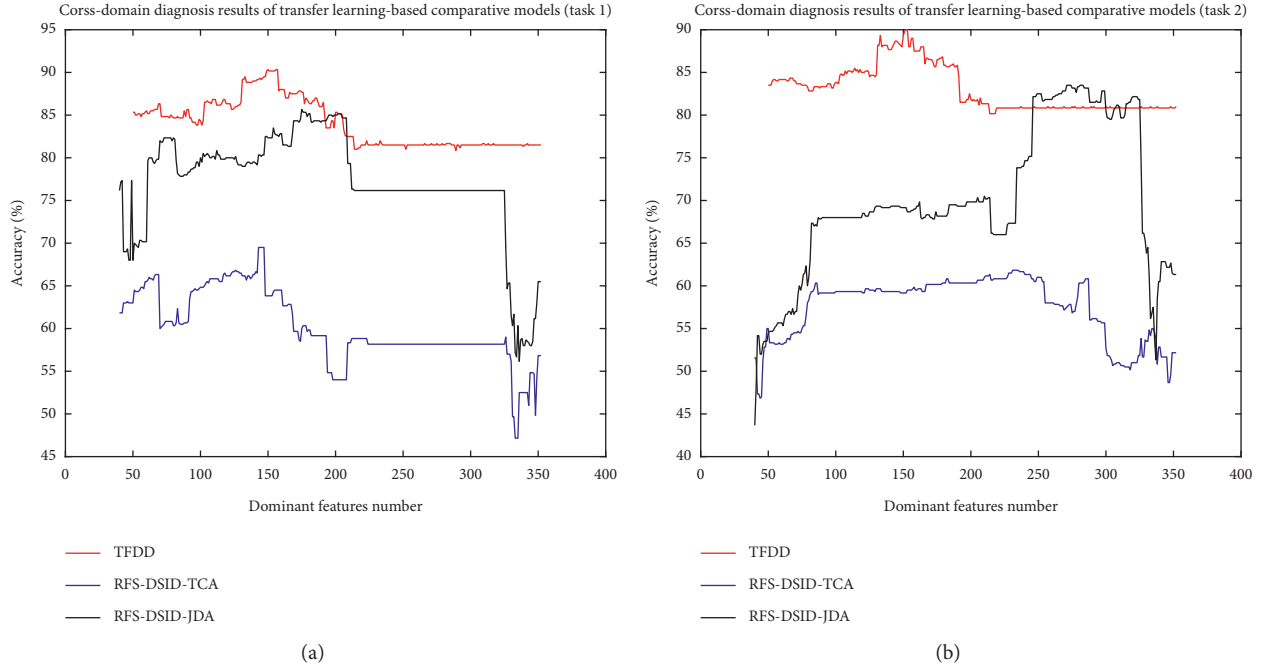 Corss-domain diagnosis results of transfer learning-based comparative models (task 1)
95
90
85
80
75
70
65
60
55
50
45
Accuracy (%)
0 50 100 150 200 250 300 350 400
Dominant features number
TFDD
RFS-DSID-TCA
RFS-DSID-JDA
(a)
Corss-domain diagnosis results of transfer learning-based comparative models (task 2)
90
85
80
75
70
65
60
55
50
45
40
Accuracy (%)
0 50 100 150 200 250 300 350 400
Dominant features number
TFDD
RFS-DSID-TCA
RFS-DSID-JDA
(b)